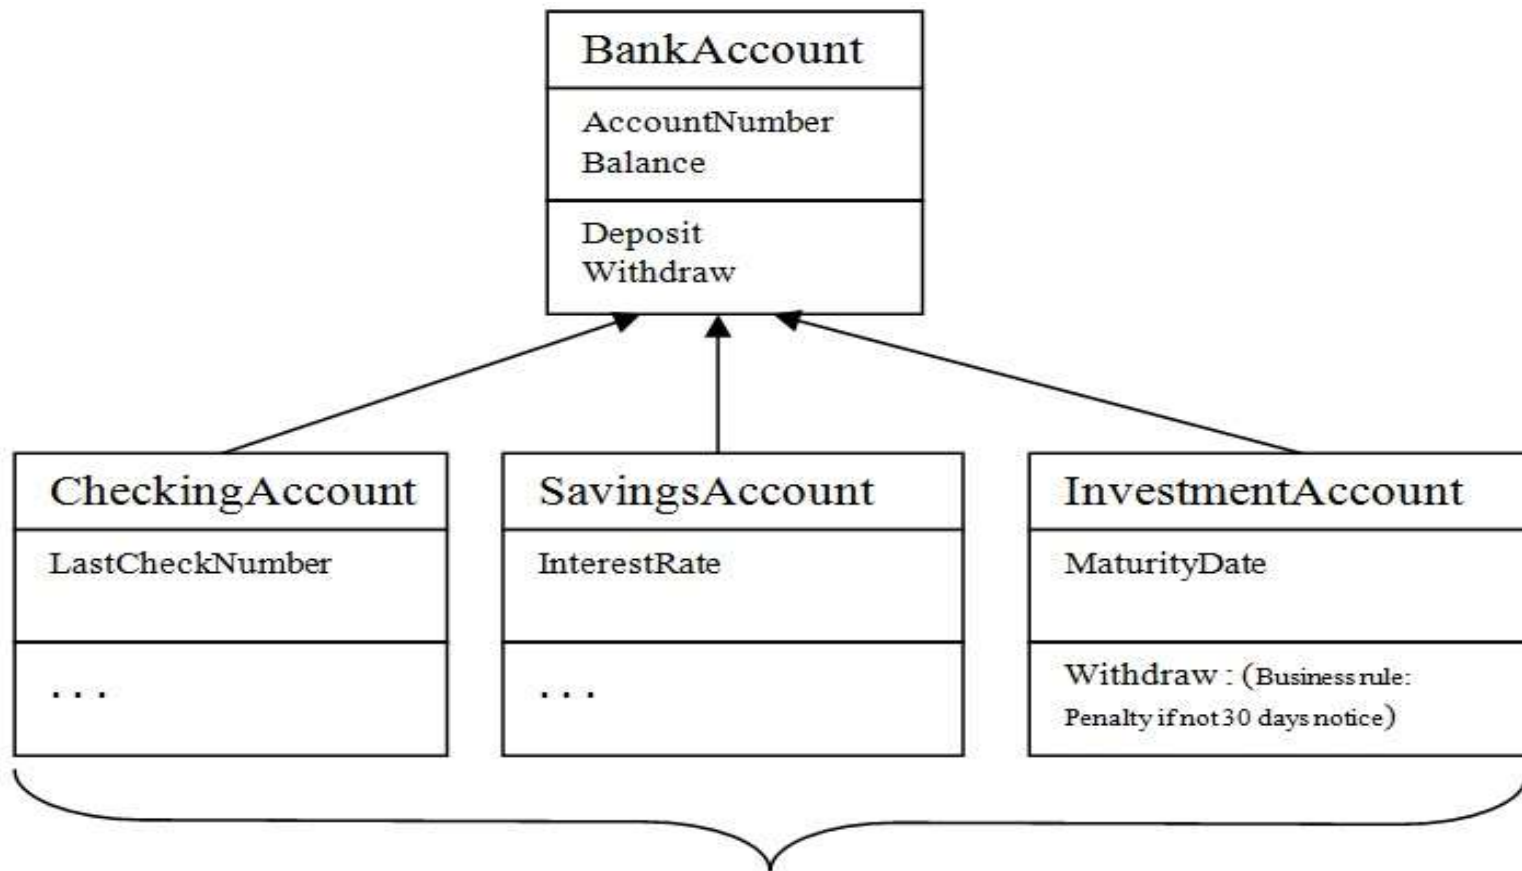 BankAccount
AccountNumber
Balance
Deposit
Withdraw
CheckingAccount
LastCheckNumber
...
SavingsAccount
InterestRate
...
InvestmentAccount
MaturityDate
Withdraw : (Business rule:
Penalty if not 30 days notice)